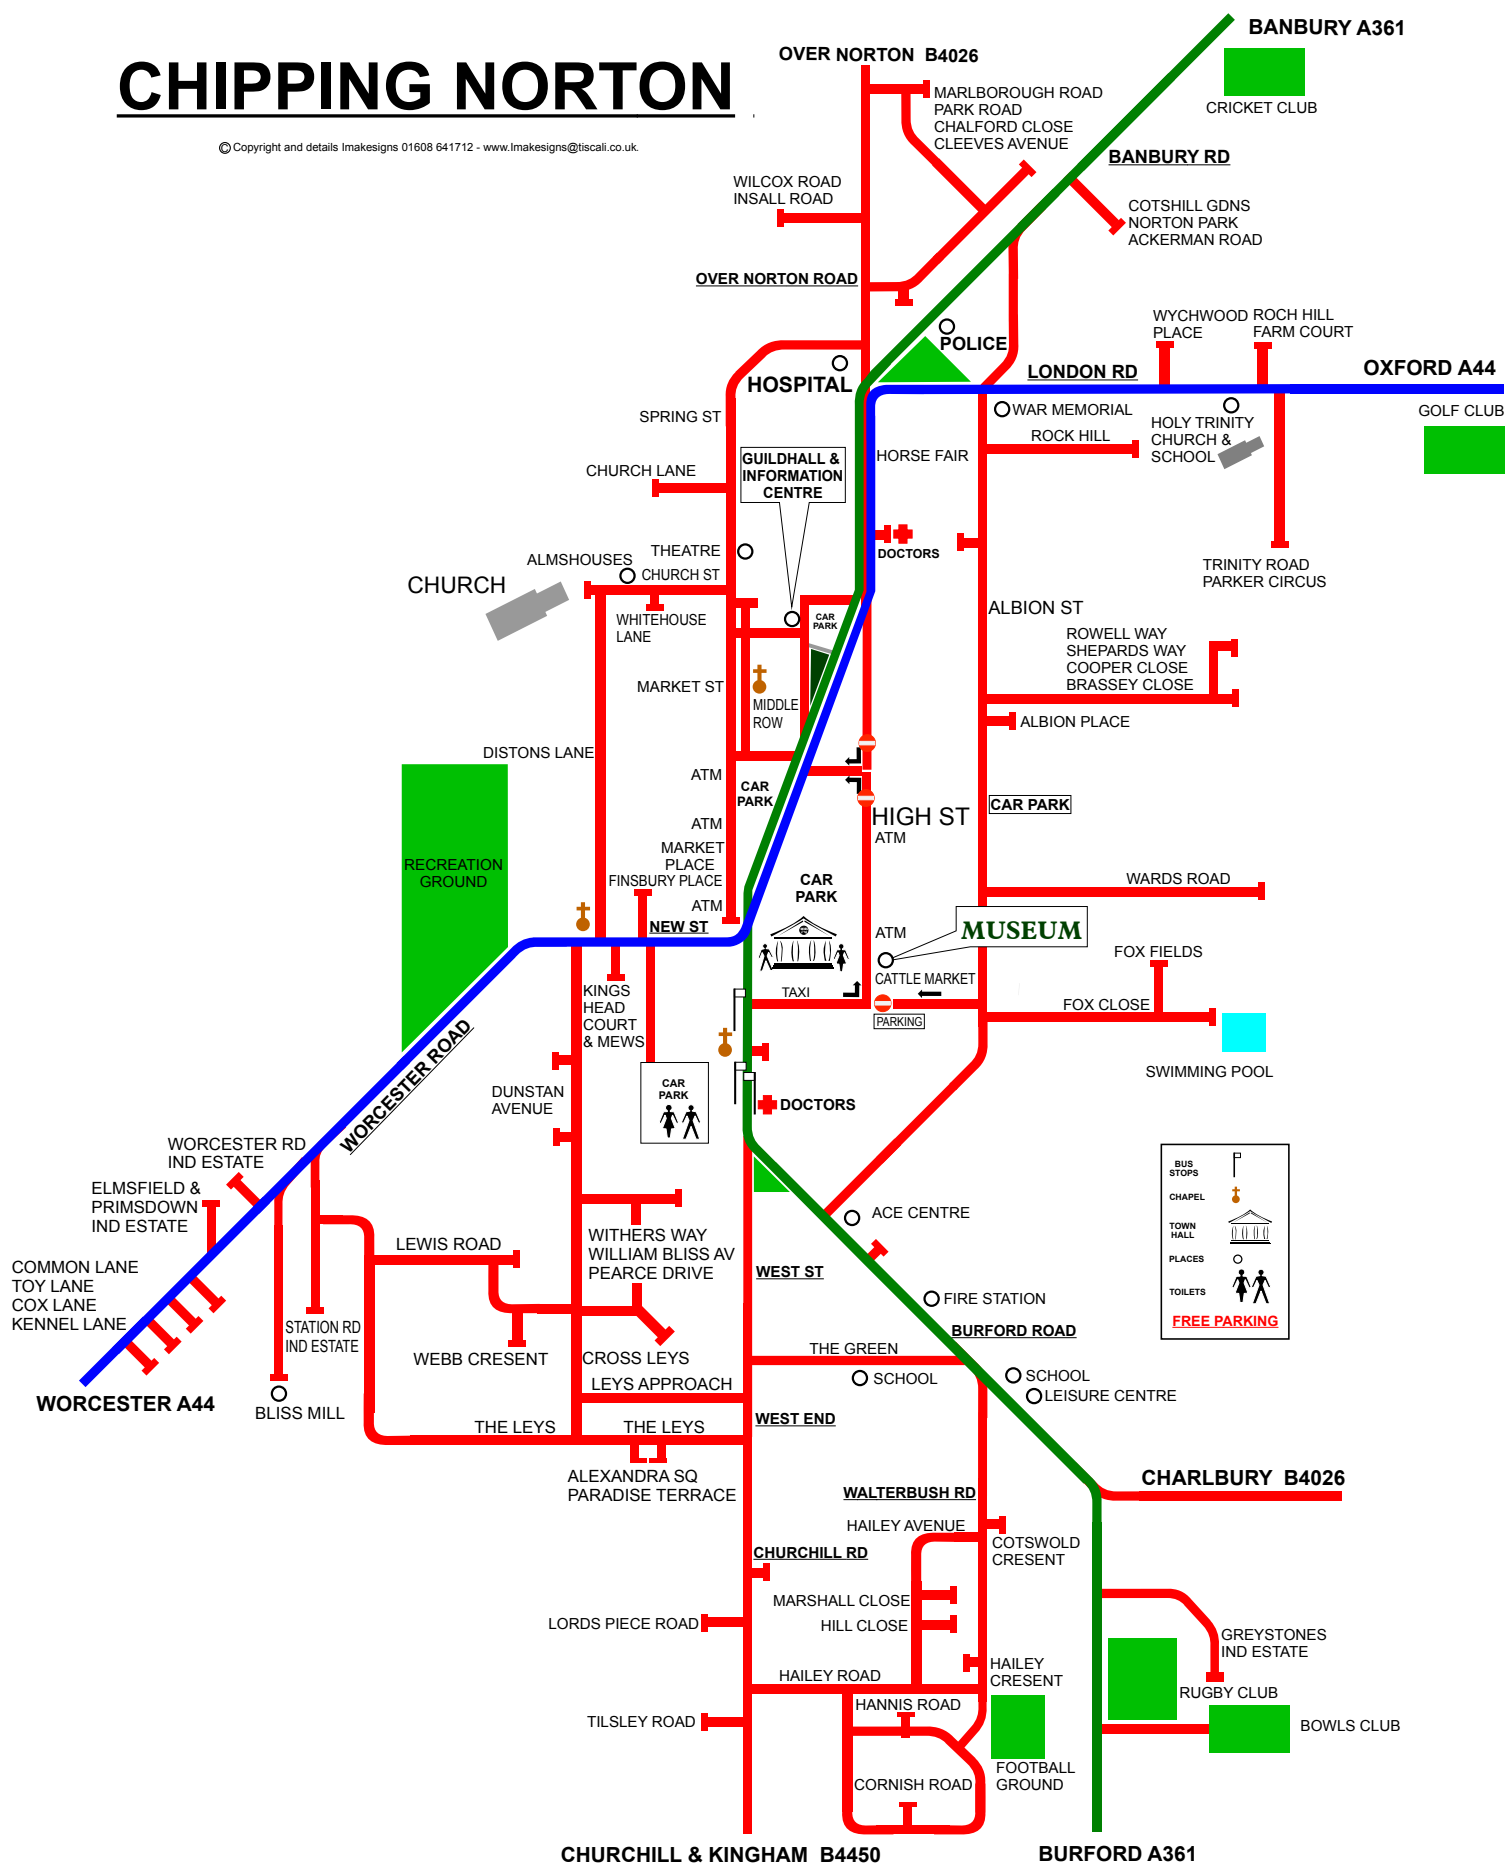 CHIPPING NORTON
© Copyright and details Imakesigns 01608 641712 - www.Imakesigns@tiscali.co.uk.
OVER NORTON B4026
BANBURY A361
CRICKET CLUB
MARLBOROUGH ROAD
PARK ROAD
CHALFORD CLOSE
CLEEVES AVENUE
BANBURY RD
WILCOX ROAD
INSALL ROAD
COTSHILL GDNS
NORTON PARK
ACKERMAN ROAD
OVER NORTON ROAD
POLICE
WYCHWOOD
PLACE
ROCH HILL
FARM COURT
HOSPITAL
LONDON RD
OXFORD A44
SPRING ST
WAR MEMORIAL
GOLF CLUB
ROCK HILL
HOLY TRINITY
CHURCH &
SCHOOL
GUILDHALL &
INFORMATION
CENTRE
HORSE FAIR
CHURCH LANE
THEATRE
DOCTORS
ALMSHOUSES
CHURCH ST
CHURCH
TRINITY ROAD
PARKER CIRCUS
WHITEHOUSE
LANE
CAR
PARK
ALBION ST
ROWELL WAY
SHEPARDS WAY
COOPER CLOSE
BRASSEY CLOSE
MARKET ST
MIDDLE
ROW
ALBION PLACE
DISTONS LANE
ATM
CAR
PARK
HIGH ST
CAR PARK
ATM
ATM
MARKET
PLACE
FINSBURY PLACE
RECREATION
GROUND
CAR
PARK
WARDS ROAD
ATM
NEW ST
ATM
MUSEUM
CATTLE MARKET
FOX FIELDS
KINGS
HEAD
COURT
& MEWS
TAXI
PARKING
FOX CLOSE
SWIMMING POOL
WORCESTER ROAD
DUNSTAN
AVENUE
CAR
PARK
DOCTORS
WORCESTER RD
IND ESTATE
ELMSFIELD &
PRIMSDOWN
IND ESTATE
BUS
STOPS
CHAPEL
TOWN
HALL
PLACES
TOILETS
FREE PARKING
ACE CENTRE
LEWIS ROAD
WITHERS WAY
WILLIAM BLISS AV
PEARCE DRIVE
COMMON LANE
TOY LANE
COX LANE
KENNEL LANE
WEST ST
FIRE STATION
STATION RD
IND ESTATE
BURFORD ROAD
WEBB CRESENT
CROSS LEYS
THE GREEN
SCHOOL
SCHOOL
LEISURE CENTRE
LEYS APPROACH
WORCESTER A44
BLISS MILL
THE LEYS
THE LEYS
WEST END
ALEXANDRA SQ
PARADISE TERRACE
CHARLBURY B4026
WALTERBUSH RD
HAILEY AVENUE
COTSWOLD
CRESENT
CHURCHILL RD
MARSHALL CLOSE
HILL CLOSE
LORDS PIECE ROAD
GREYSTONES
IND ESTATE
HAILEY ROAD
HAILEY
CRESENT
HANNIS ROAD
RUGBY CLUB
TILSLEY ROAD
BOWLS CLUB
FOOTBALL
GROUND
CORNISH ROAD
CHURCHILL & KINGHAM B4450
BURFORD A361